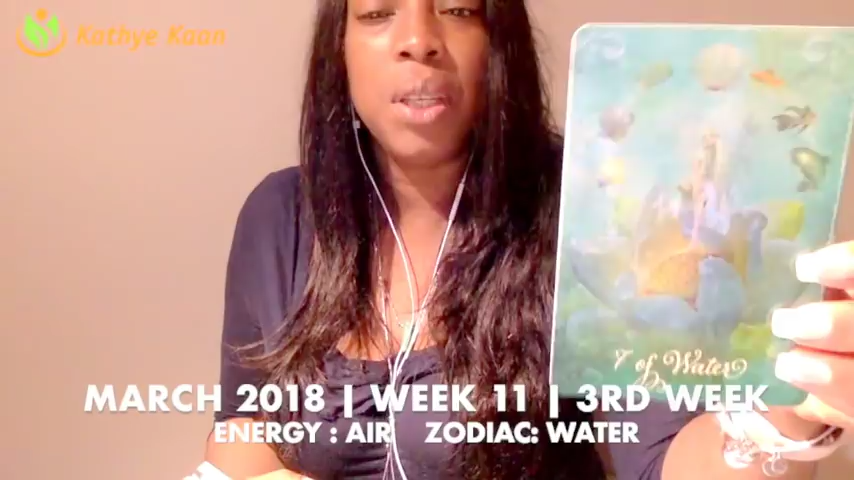 Kathye Kaan
7 of Water
MARCH 2018 | WEEK 11 | 3RD WEEK
ENERGY : AIR ZODIAC: WATER